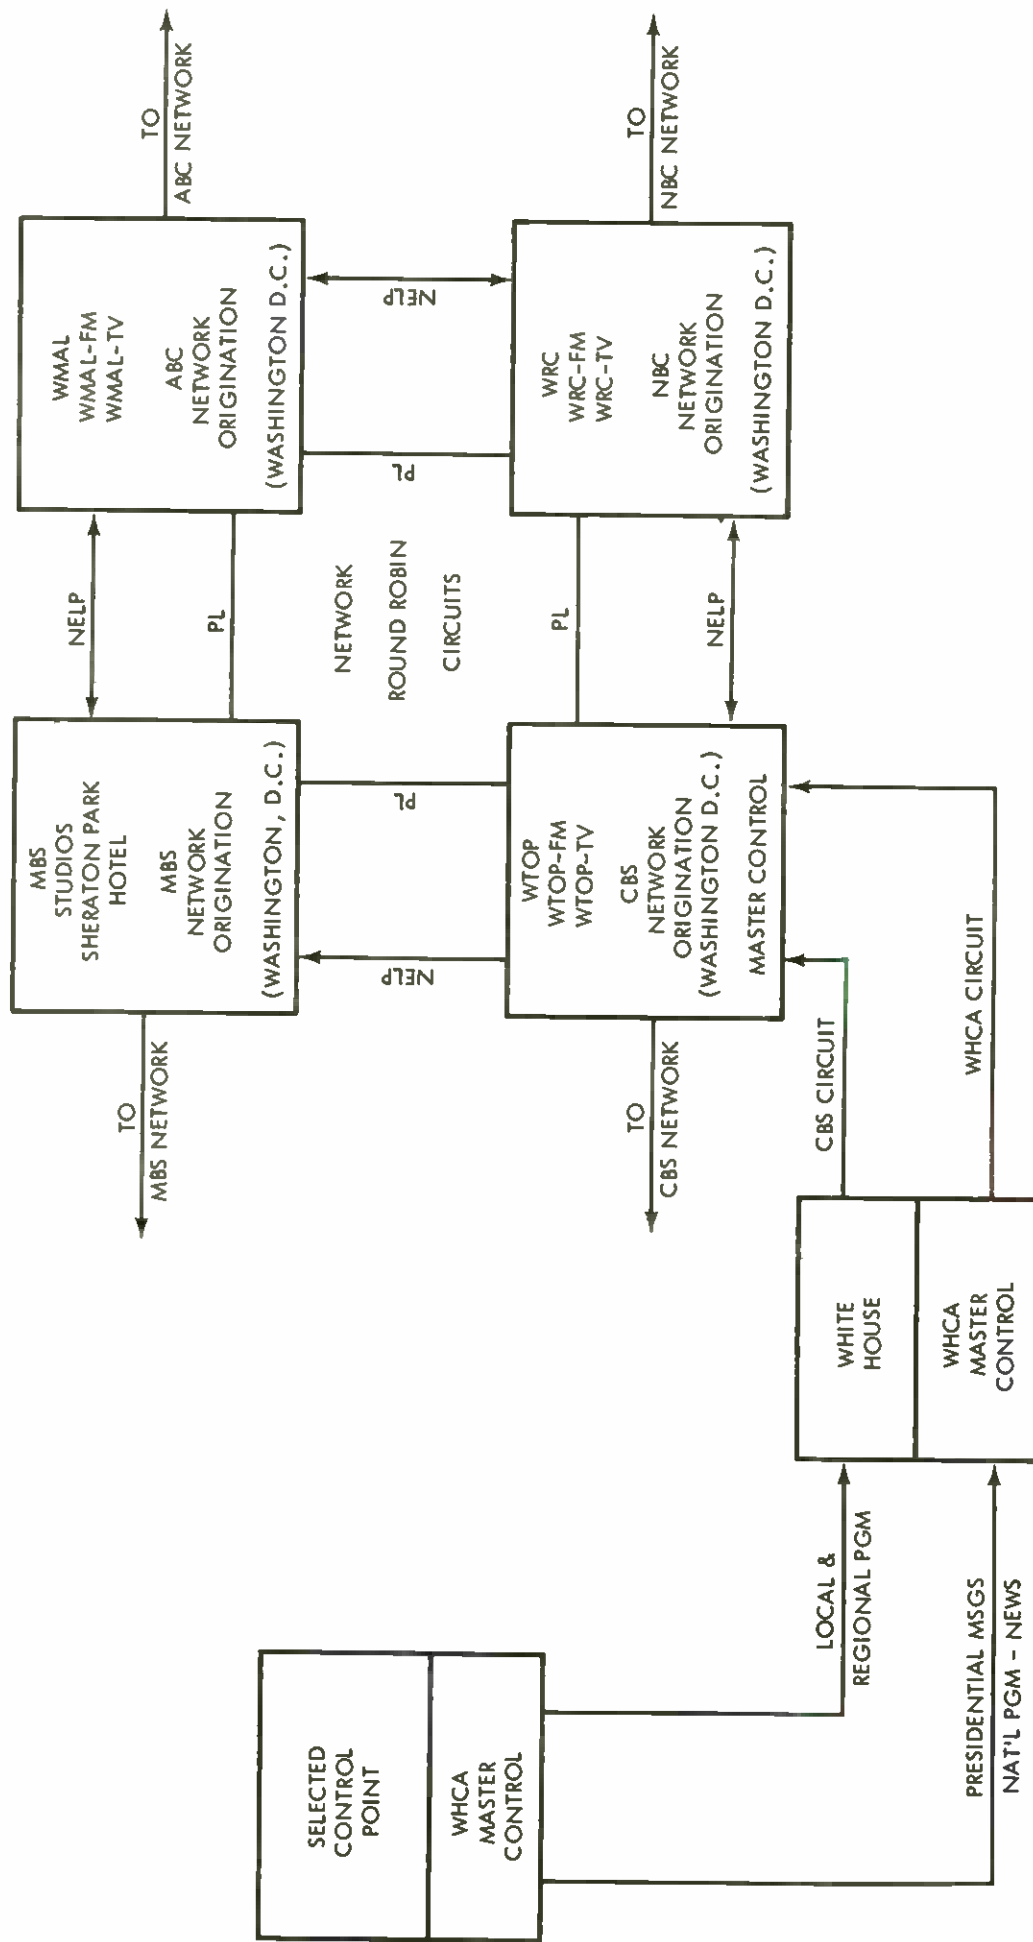 SELECTED
CONTROL
POINT
WHCA
MASTER
CONTROL
LOCAL &
REGIONAL PGM
PRESIDENTIAL MSGS
NAT'L PGM - NEWS
WHITE
HOUSE
WHCA
MASTER
CONTROL
CBS CIRCUIT
WHCA CIRCUIT
TO
MBS NETWORK
MBS
STUDIOS
SHERATON PARK
HOTEL
MBS
NETWORK
ORIGINATION
(WASHINGTON, D.C.)
NELP
PL
WMAL
WMAL-FM
WMAL-TV
ABC
NETWORK
ORIGINATION
(WASHINGTON D.C.)
TO
ABC NETWORK
NELP
PL
NETWORK
ROUND ROBIN
CIRCUITS
PL
NELP
TO
CBS NETWORK
WTOP
WTOP-FM
WTOP-TV
CBS
NETWORK
ORIGINATION
(WASHINGTON D.C.)
MASTER CONTROL
PL
NELP
WRC
WRC-FM
WRC-TV
NBC
NETWORK
ORIGINATION
(WASHINGTON D.C.)
TO
NBC NETWORK